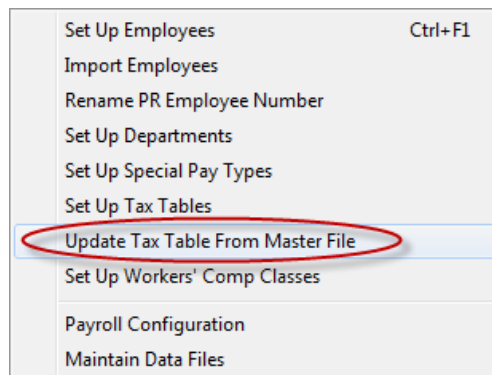 Set Up Employees Ctrl+F1
Import Employees
Rename PR Employee Number
Set Up Departments
Set Up Special Pay Types
Set Up Tax Tables
Update Tax Table From Master File
Set Up Workers' Comp Classes
Payroll Configuration
Maintain Data Files